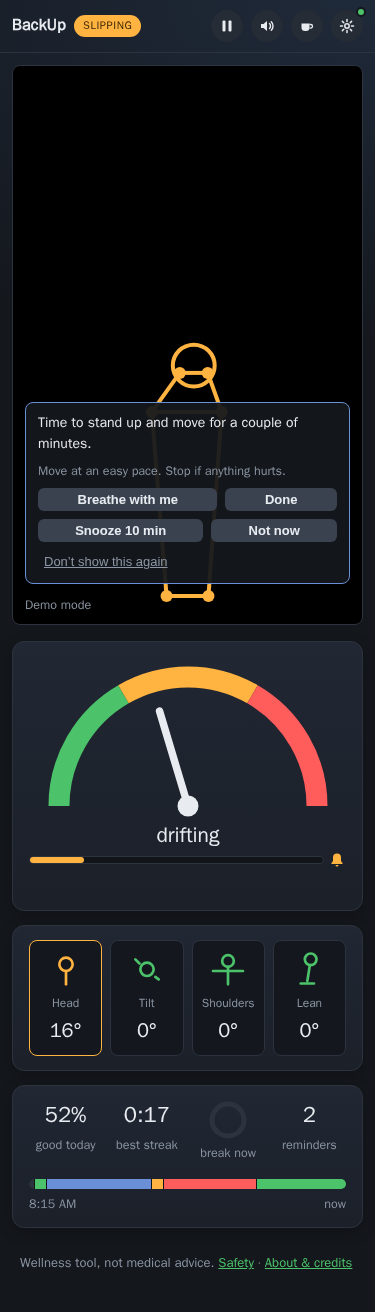 BackUp SLIPPING
Time to stand up and move for a couple of
minutes.
Move at an easy pace. Stop if anything hurts.
Breathe with me Done
Snooze 10 min Not now
Don't show this again
Demo mode
drifting
Head Tilt Shoulders Lean
16° 0° 0° 0°
52% 0:17 2
good today best streak break now reminders
8:15 AM now
Wellness tool, not medical advice. Safety · About & credits